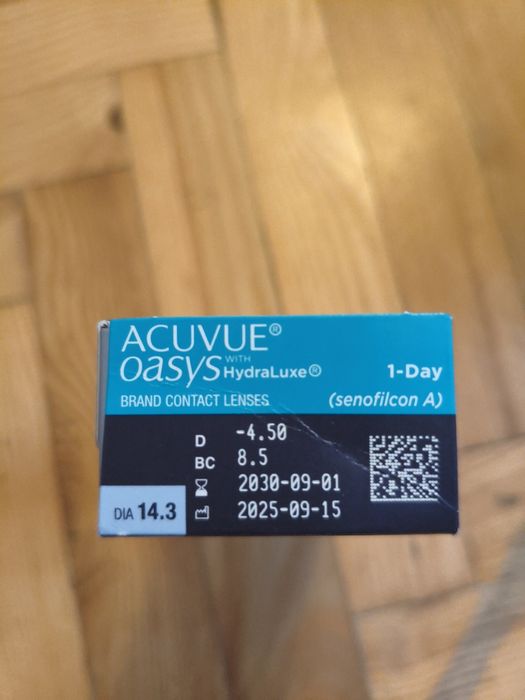 ACUVUE®
OASYS WITH HydraLuxe® 1-Day
BRAND CONTACT LENSES (senofilcon A)
D -4.50
BC 8.5
2030-09-01
DIA 14.3 2025-09-15